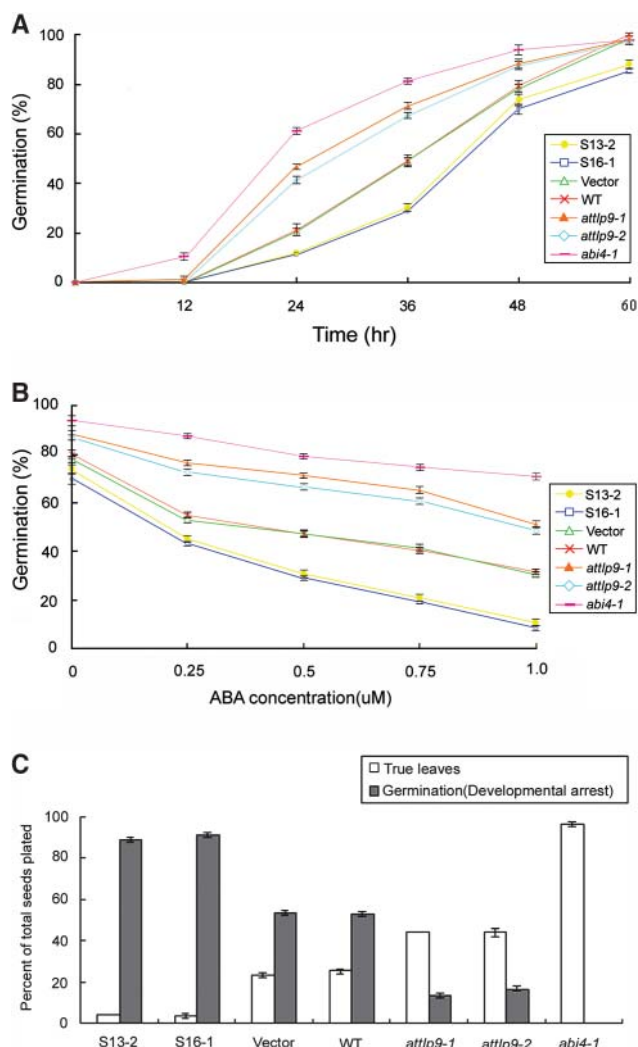 A
Germination (%)
100
80
60
40
20
0
12
24
36
48
60
Time (hr)
S13-2
S16-1
Vector
WT
attlp9-1
attlp9-2
abi4-1
B
Germination (%)
100
80
60
40
20
0
0
0.25
0.5
0.75
1.0
ABA concentration(uM)
S13-2
S16-1
Vector
WT
attlp9-1
attlp9-2
abi4-1
C
True leaves
Germination(Developmental arrest)
Percent of total seeds plated
100
80
60
40
20
0
S13-2
S16-1
Vector
WT
attlp9-1
attlp9-2
abi4-1